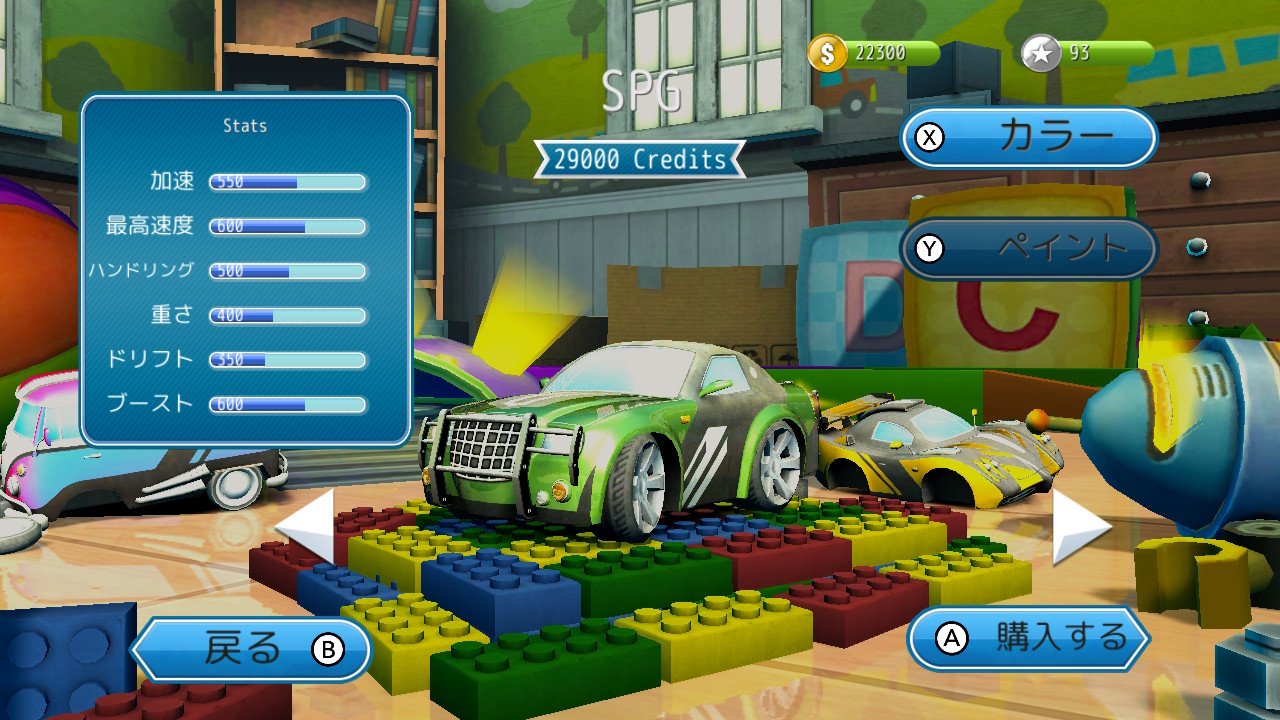 22300
93
SPG
29000 Credits
Stats
加速 550
最高速度 600
ハンドリング 500
重さ 400
ドリフト 350
ブースト 600
X カラー
Y ペイント
D
C
戻る B
A 購入する